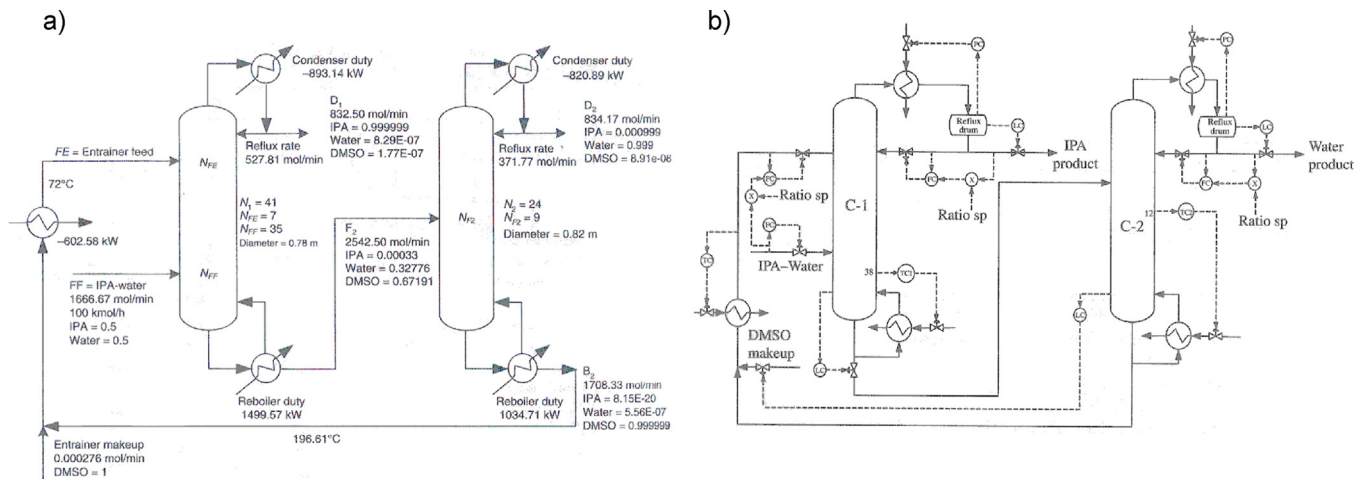 a)
Condenser duty
–893.14 kW
D1
832.50 mol/min
IPA = 0.999999
Water = 8.29E-07
DMSO = 1.77E-07
Reflux rate
527.81 mol/min
FE = Entrainer feed
NFE
72°C
–602.58 kW
N1 = 41
NFE = 7
NFF = 35
Diameter = 0.78 m
NFF
FF = IPA-water
1666.67 mol/min
100 kmol/h
IPA = 0.5
Water = 0.5
Reboiler duty
1499.57 kW
F2
2542.50 mol/min
IPA = 0.00033
Water = 0.32776
DMSO = 0.67191
Condenser duty
–820.89 kW
D2
834.17 mol/min
IPA = 0.000999
Water = 0.999
DMSO = 8.91e-08
Reflux rate
371.77 mol/min
NF2
N2 = 24
NF2 = 9
Diameter = 0.82 m
Reboiler duty
1034.71 kW
B2
1708.33 mol/min
IPA = 8.15E-20
Water = 5.56E-07
DMSO = 0.999999
196.61°C
Entrainer makeup
0.000276 mol/min
DMSO = 1
b)
PC
Reflux
drum
LC
IPA
product
FC
X
Ratio sp
FC
X
Ratio sp
FC
IPA–Water
C-1
38
TC1
TC
LC
DMSO
makeup
PC
Reflux
drum
LC
Water
product
FC
X
Ratio sp
12
TC2
C-2
LC